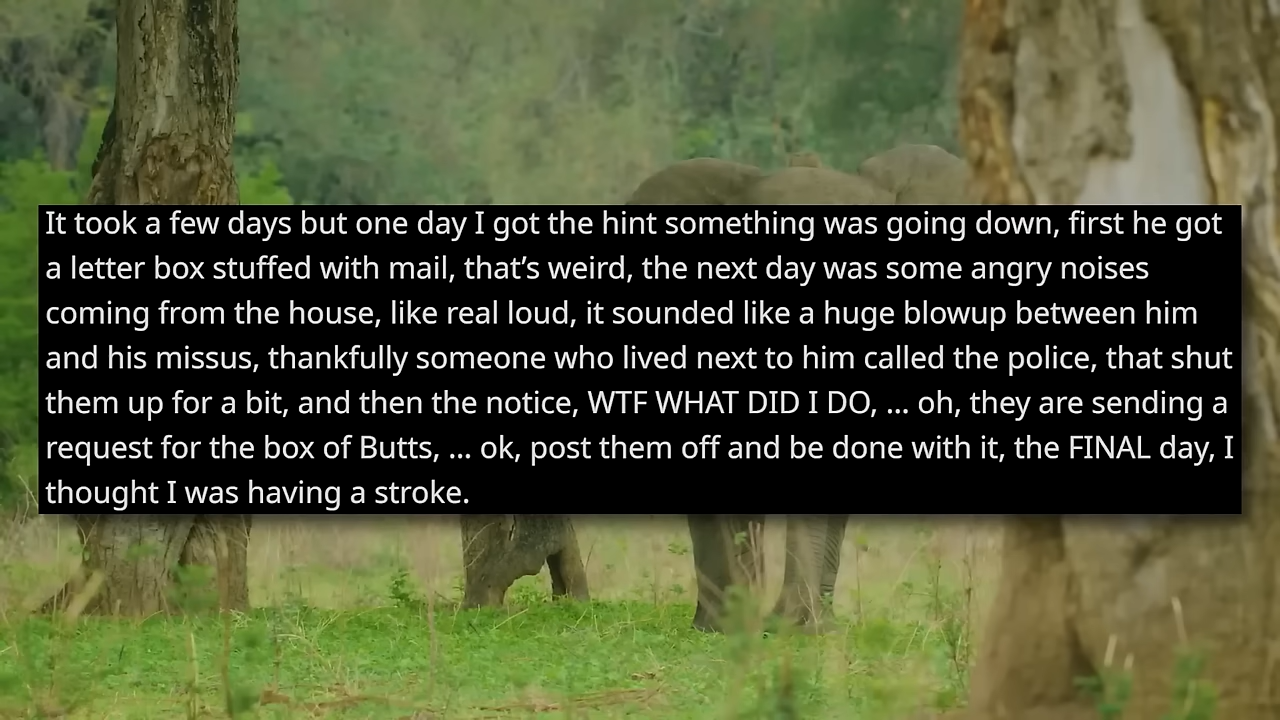 It took a few days but one day I got the hint something was going down, first he got
a letter box stuffed with mail, that’s weird, the next day was some angry noises
coming from the house, like real loud, it sounded like a huge blowup between him
and his missus, thankfully someone who lived next to him called the police, that shut
them up for a bit, and then the notice, WTF WHAT DID I DO, ... oh, they are sending a
request for the box of Butts, ... ok, post them off and be done with it, the FINAL day, I
thought I was having a stroke.